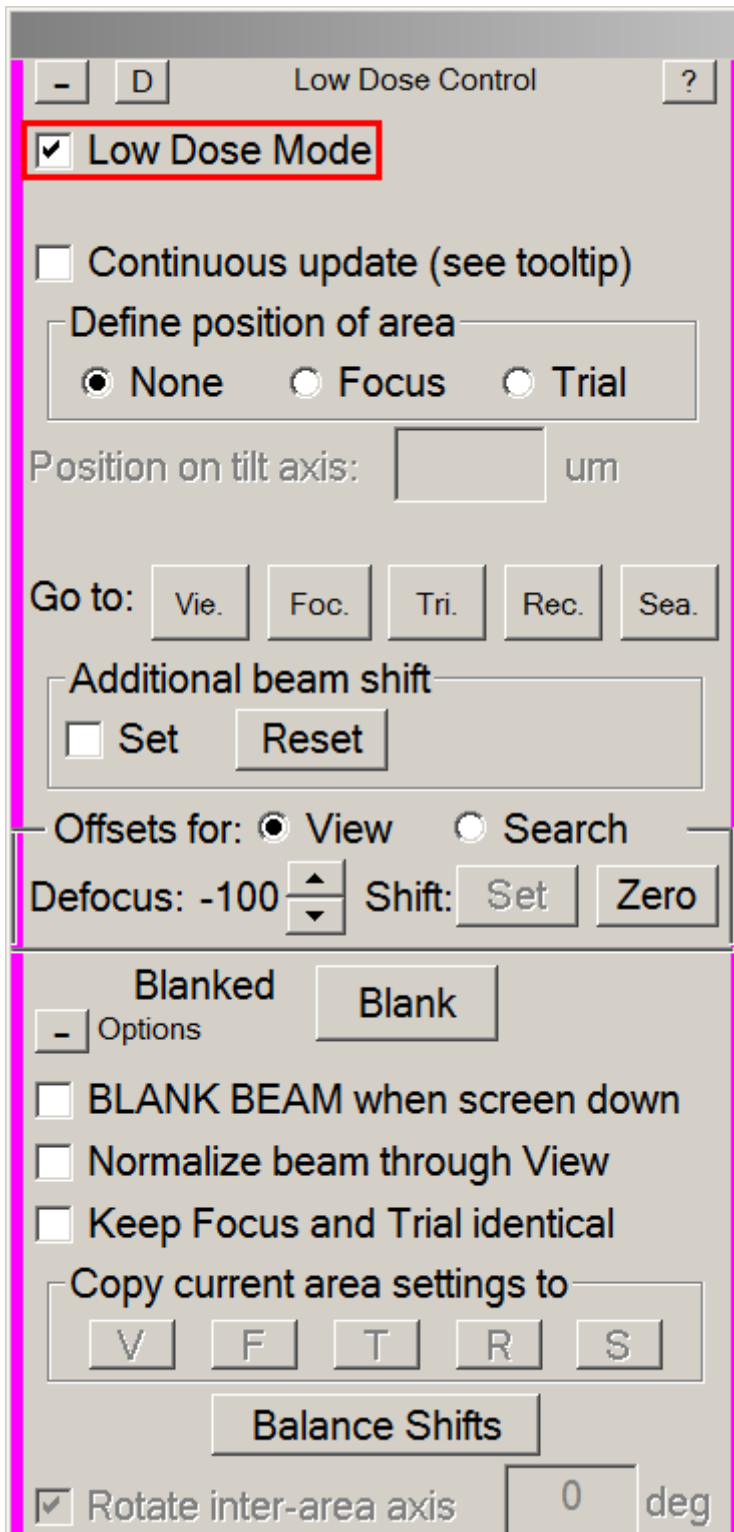 - D Low Dose Control ?
Low Dose Mode
Continuous update (see tooltip)
Define position of area
None Focus Trial
Position on tilt axis: um
Go to: Vie. Foc. Tri. Rec. Sea.
Additional beam shift
Set Reset
Offsets for: View Search
Defocus: -100 Shift: Set Zero
Blanked Blank
- Options
BLANK BEAM when screen down
Normalize beam through View
Keep Focus and Trial identical
Copy current area settings to
V F T R S
Balance Shifts
Rotate inter-area axis 0 deg